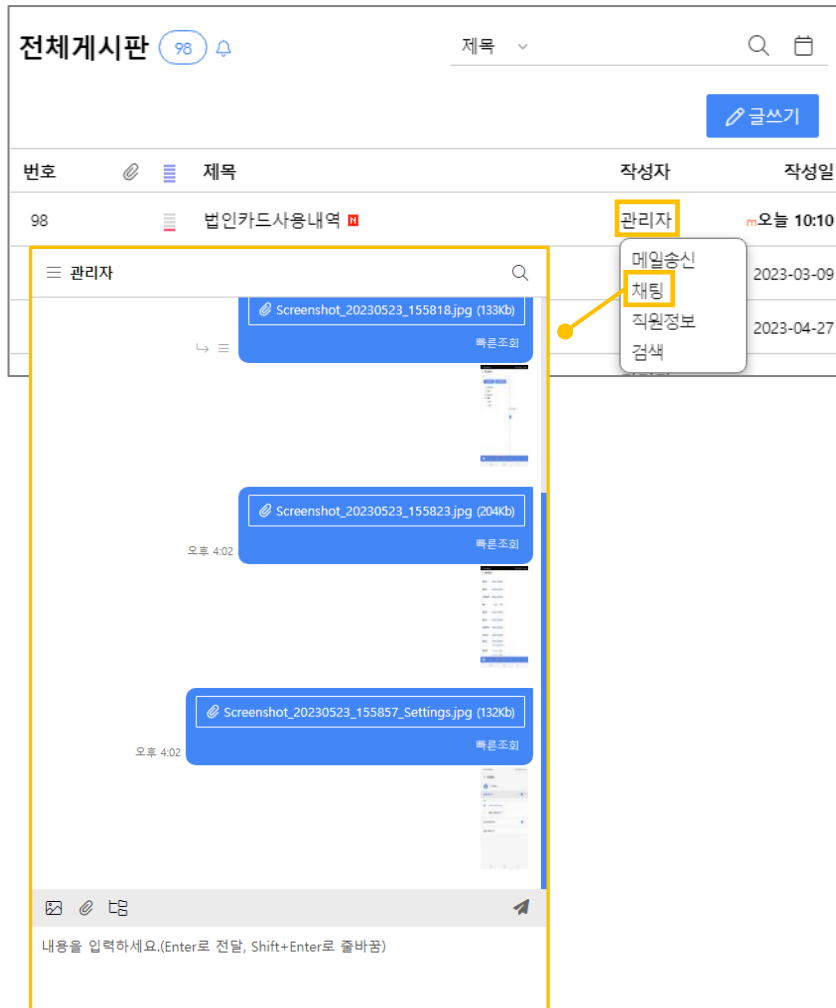 전체게시판 98 제목
글쓰기
번호 제목 작성자 작성일
98 법인카드사용내역 N 관리자 m오늘 10:10
메일송신
채팅
직원정보
검색
2023-03-09
2023-04-27
관리자
Screenshot_20230523_155818.jpg (133Kb)
빠른조회
Screenshot_20230523_155823.jpg (204Kb)
빠른조회
오후 4:02
Screenshot_20230523_155857_Settings.jpg (132Kb)
빠른조회
오후 4:02
내용을 입력하세요.(Enter로 전달, Shift+Enter로 줄바꿈)